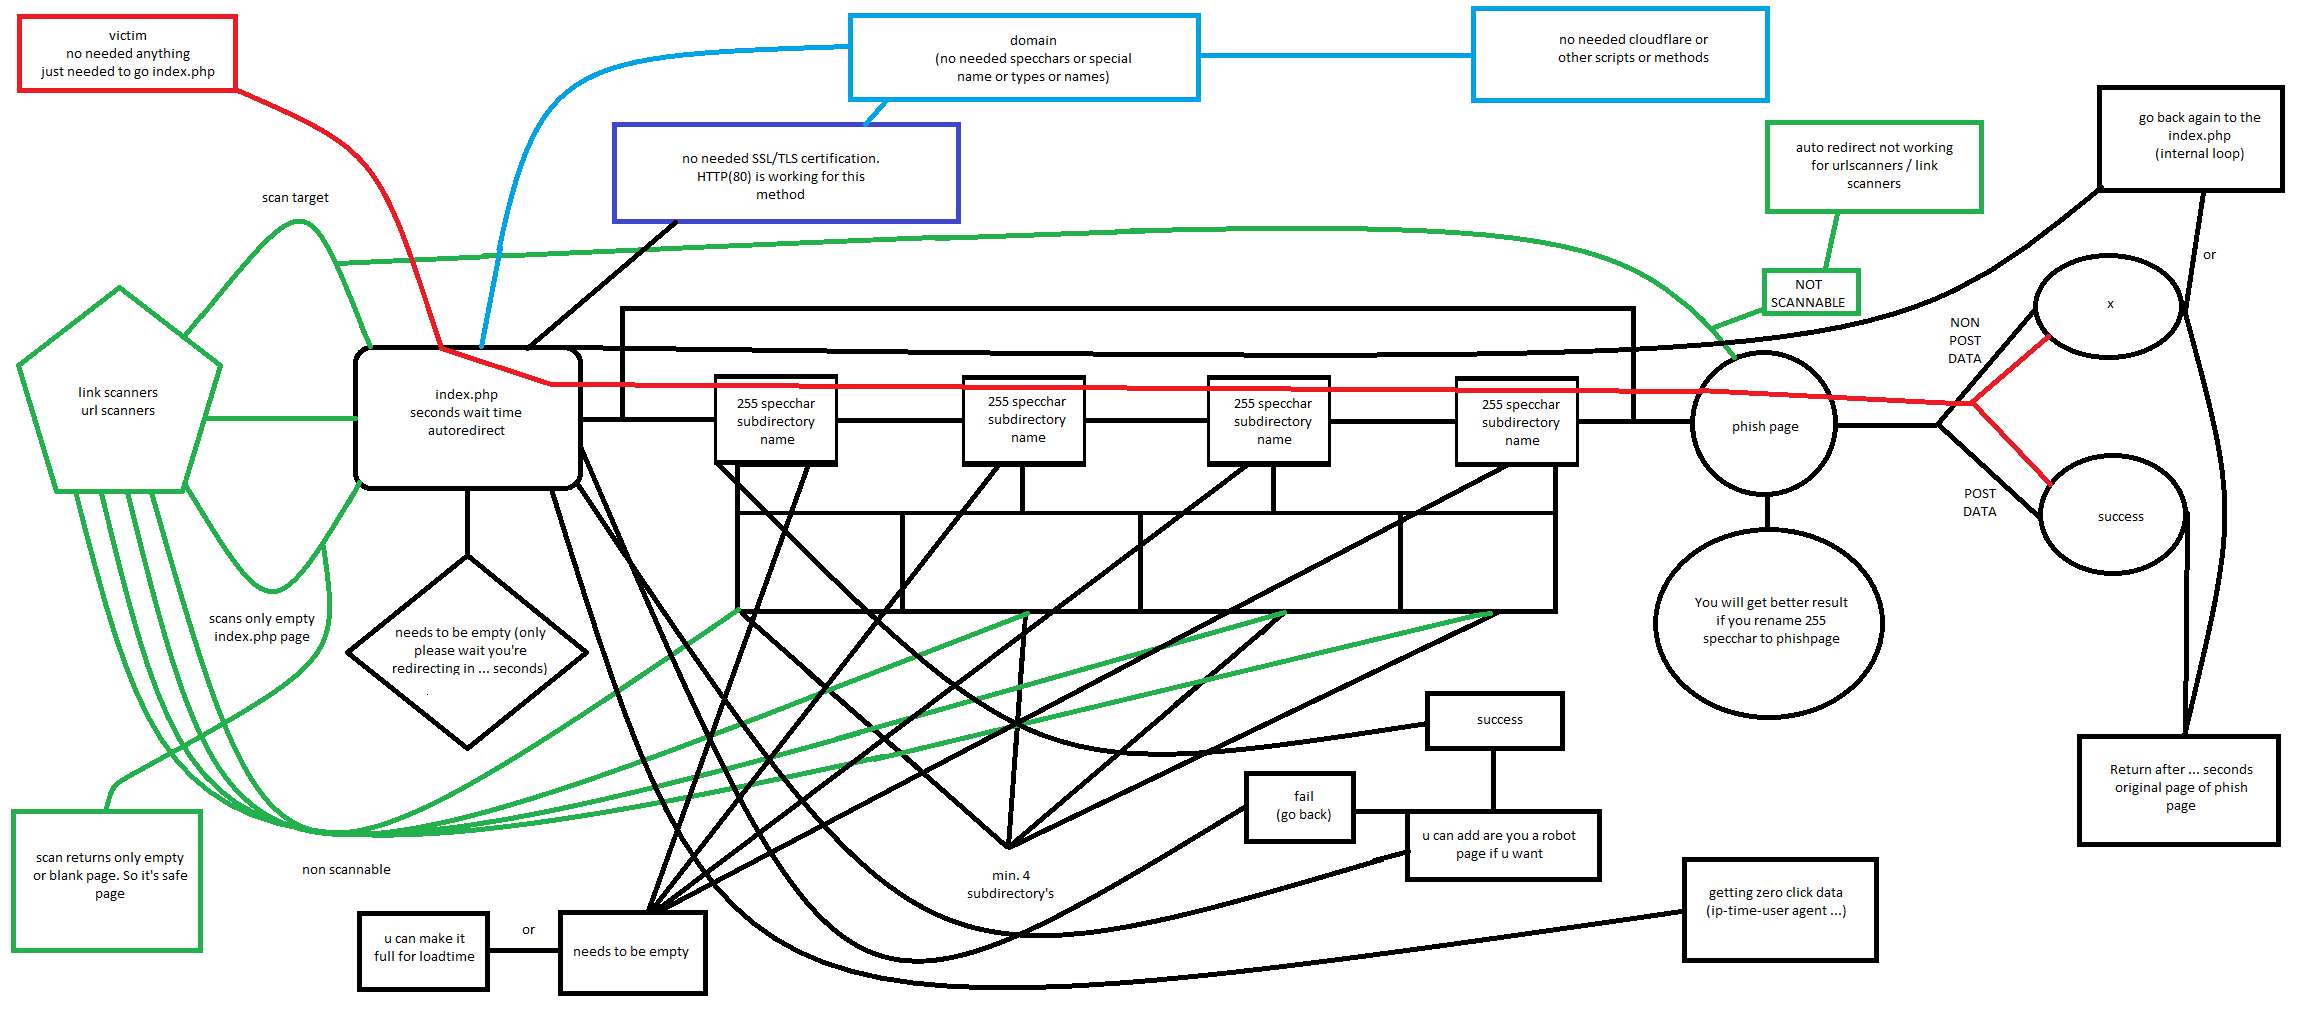 victim
no needed anything
just needed to go index.php
domain
(no needed specchars or special
name or types or names)
no needed cloudflare or
other scripts or methods
no needed SSL/TLS certification.
HTTP(80) is working for this
method
go back again to the
index.php
(internal loop)
auto redirect not working
for urlscanners / link
scanners
scan target
or
NOT
SCANNABLE
x
NON
POST
DATA
link scanners
url scanners
index.php
seconds wait time
autoredirect
255 specchar
subdirectory
name
255 specchar
subdirectory
name
255 specchar
subdirectory
name
255 specchar
subdirectory
name
phish page
POST
DATA
success
scans only empty
index.php page
needs to be empty (only
please wait you're
redirecting in ... seconds)
.
You will get better result
if you rename 255
specchar to phishpage
success
fail
(go back)
u can add are you a robot
page if u want
Return after ... seconds
original page of phish
page
scan returns only empty
or blank page. So it's safe
page
non scannable
min. 4
subdirectory's
getting zero click data
(ip-time-user agent ...)
u can make it
full for loadtime
or
needs to be empty